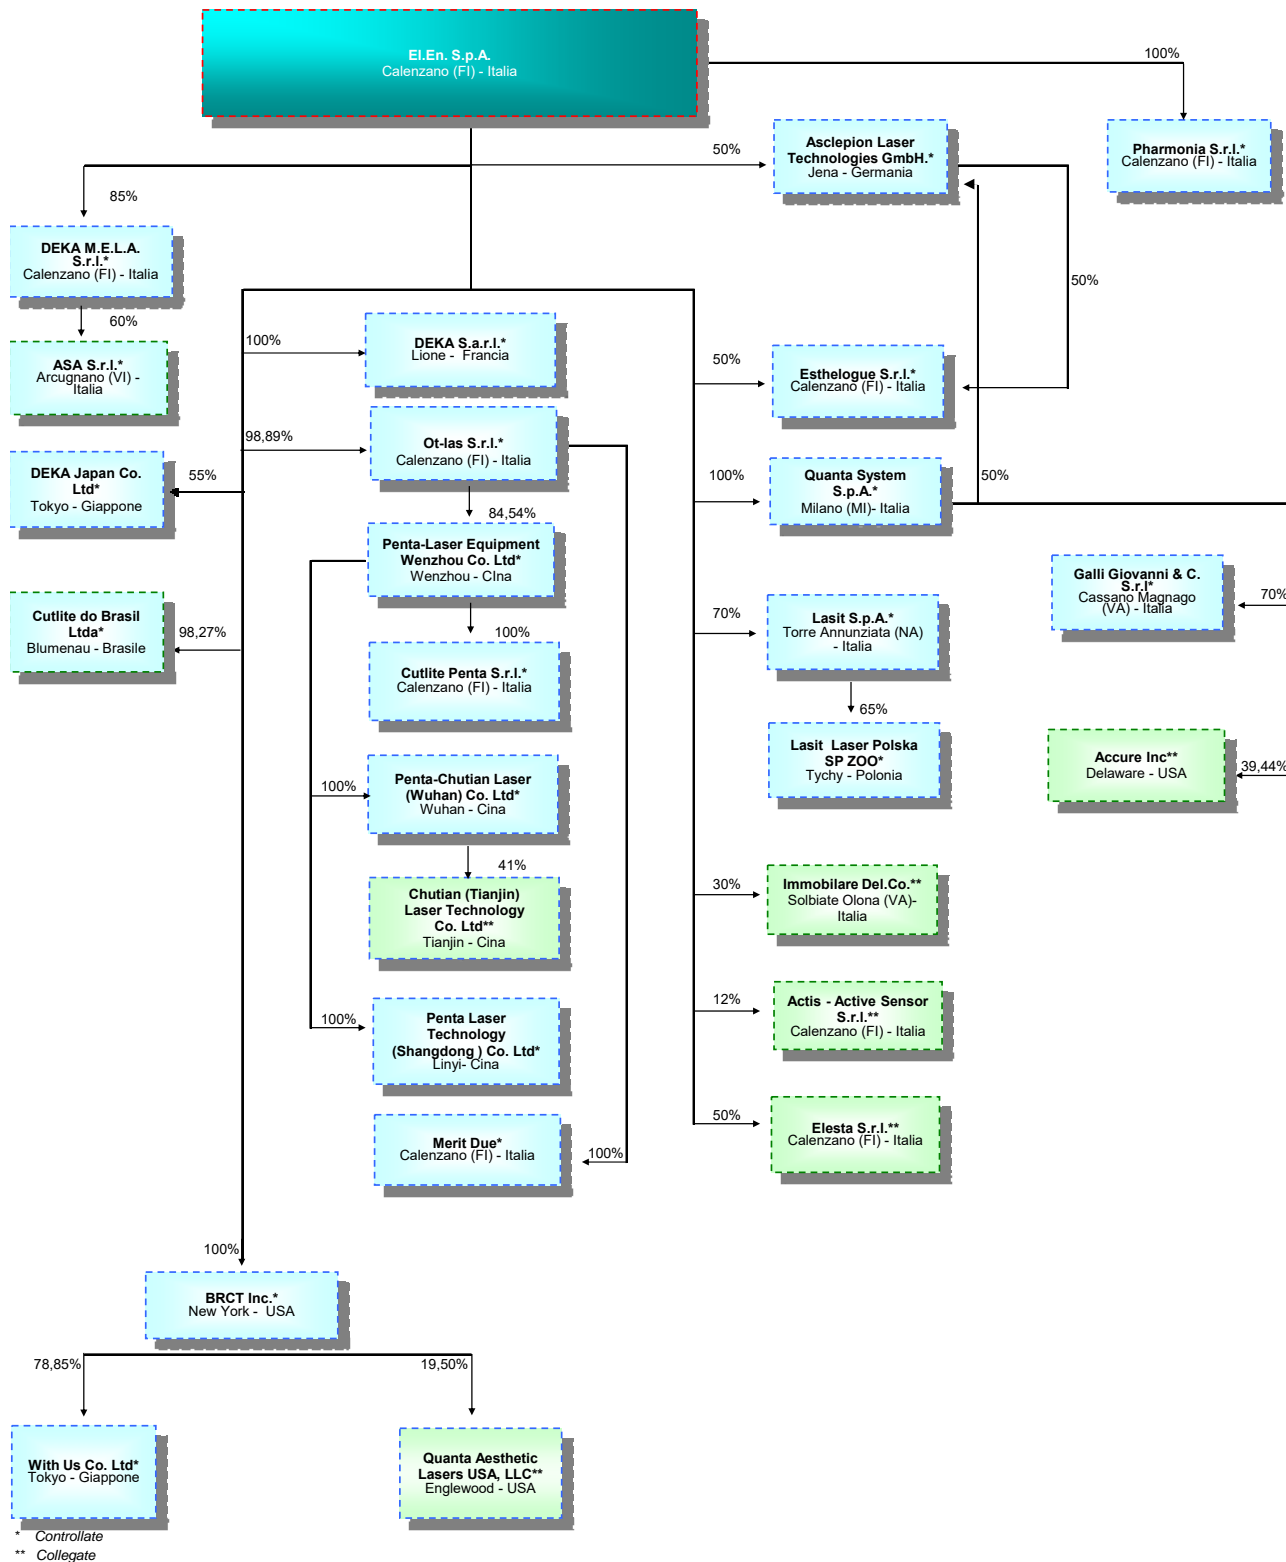 El.En. S.p.A.
Calenzano (FI) - Italia
100%
50%
Asclepion Laser
Technologies GmbH.*
Jena - Germania
Pharmonia S.r.l.*
Calenzano (FI) - Italia
85%
DEKA M.E.L.A.
S.r.l.*
Calenzano (FI) - Italia
50%
60%
ASA S.r.l.*
Arcugnano (VI) -
Italia
100%
DEKA S.a.r.l.*
Lione - Francia
50%
Esthelogue S.r.l.*
Calenzano (FI) - Italia
98,89%
Ot-las S.r.l.*
Calenzano (FI) - Italia
DEKA Japan Co.
Ltd*
Tokyo - Giappone
55%
100%
Quanta System
S.p.A.*
Milano (MI)- Italia
50%
84,54%
Penta-Laser Equipment
Wenzhou Co. Ltd*
Wenzhou - CIna
Galli Giovanni & C.
S.r.l*
Cassano Magnago
(VA) - Italia
70%
Cutlite do Brasil
Ltda*
Blumenau - Brasile
98,27%
70%
Lasit S.p.A.*
Torre Annunziata (NA)
- Italia
100%
Cutlite Penta S.r.l.*
Calenzano (FI) - Italia
65%
Lasit Laser Polska
SP ZOO*
Tychy - Polonia
Accure Inc**
Delaware - USA
39,44%
100%
Penta-Chutian Laser
(Wuhan) Co. Ltd*
Wuhan - Cina
41%
Chutian (Tianjin)
Laser Technology
Co. Ltd**
Tianjin - Cina
30%
Immobilare Del.Co.**
Solbiate Olona (VA)-
Italia
12%
Actis - Active Sensor
S.r.l.**
Calenzano (FI) - Italia
100%
Penta Laser
Technology
(Shangdong ) Co. Ltd*
Linyi- Cina
50%
Elesta S.r.l.**
Calenzano (FI) - Italia
Merit Due*
Calenzano (FI) - Italia
100%
100%
BRCT Inc.*
New York - USA
78,85%
19,50%
With Us Co. Ltd*
Tokyo - Giappone
Quanta Aesthetic
Lasers USA, LLC**
Englewood - USA
* Controllate
** Collegate